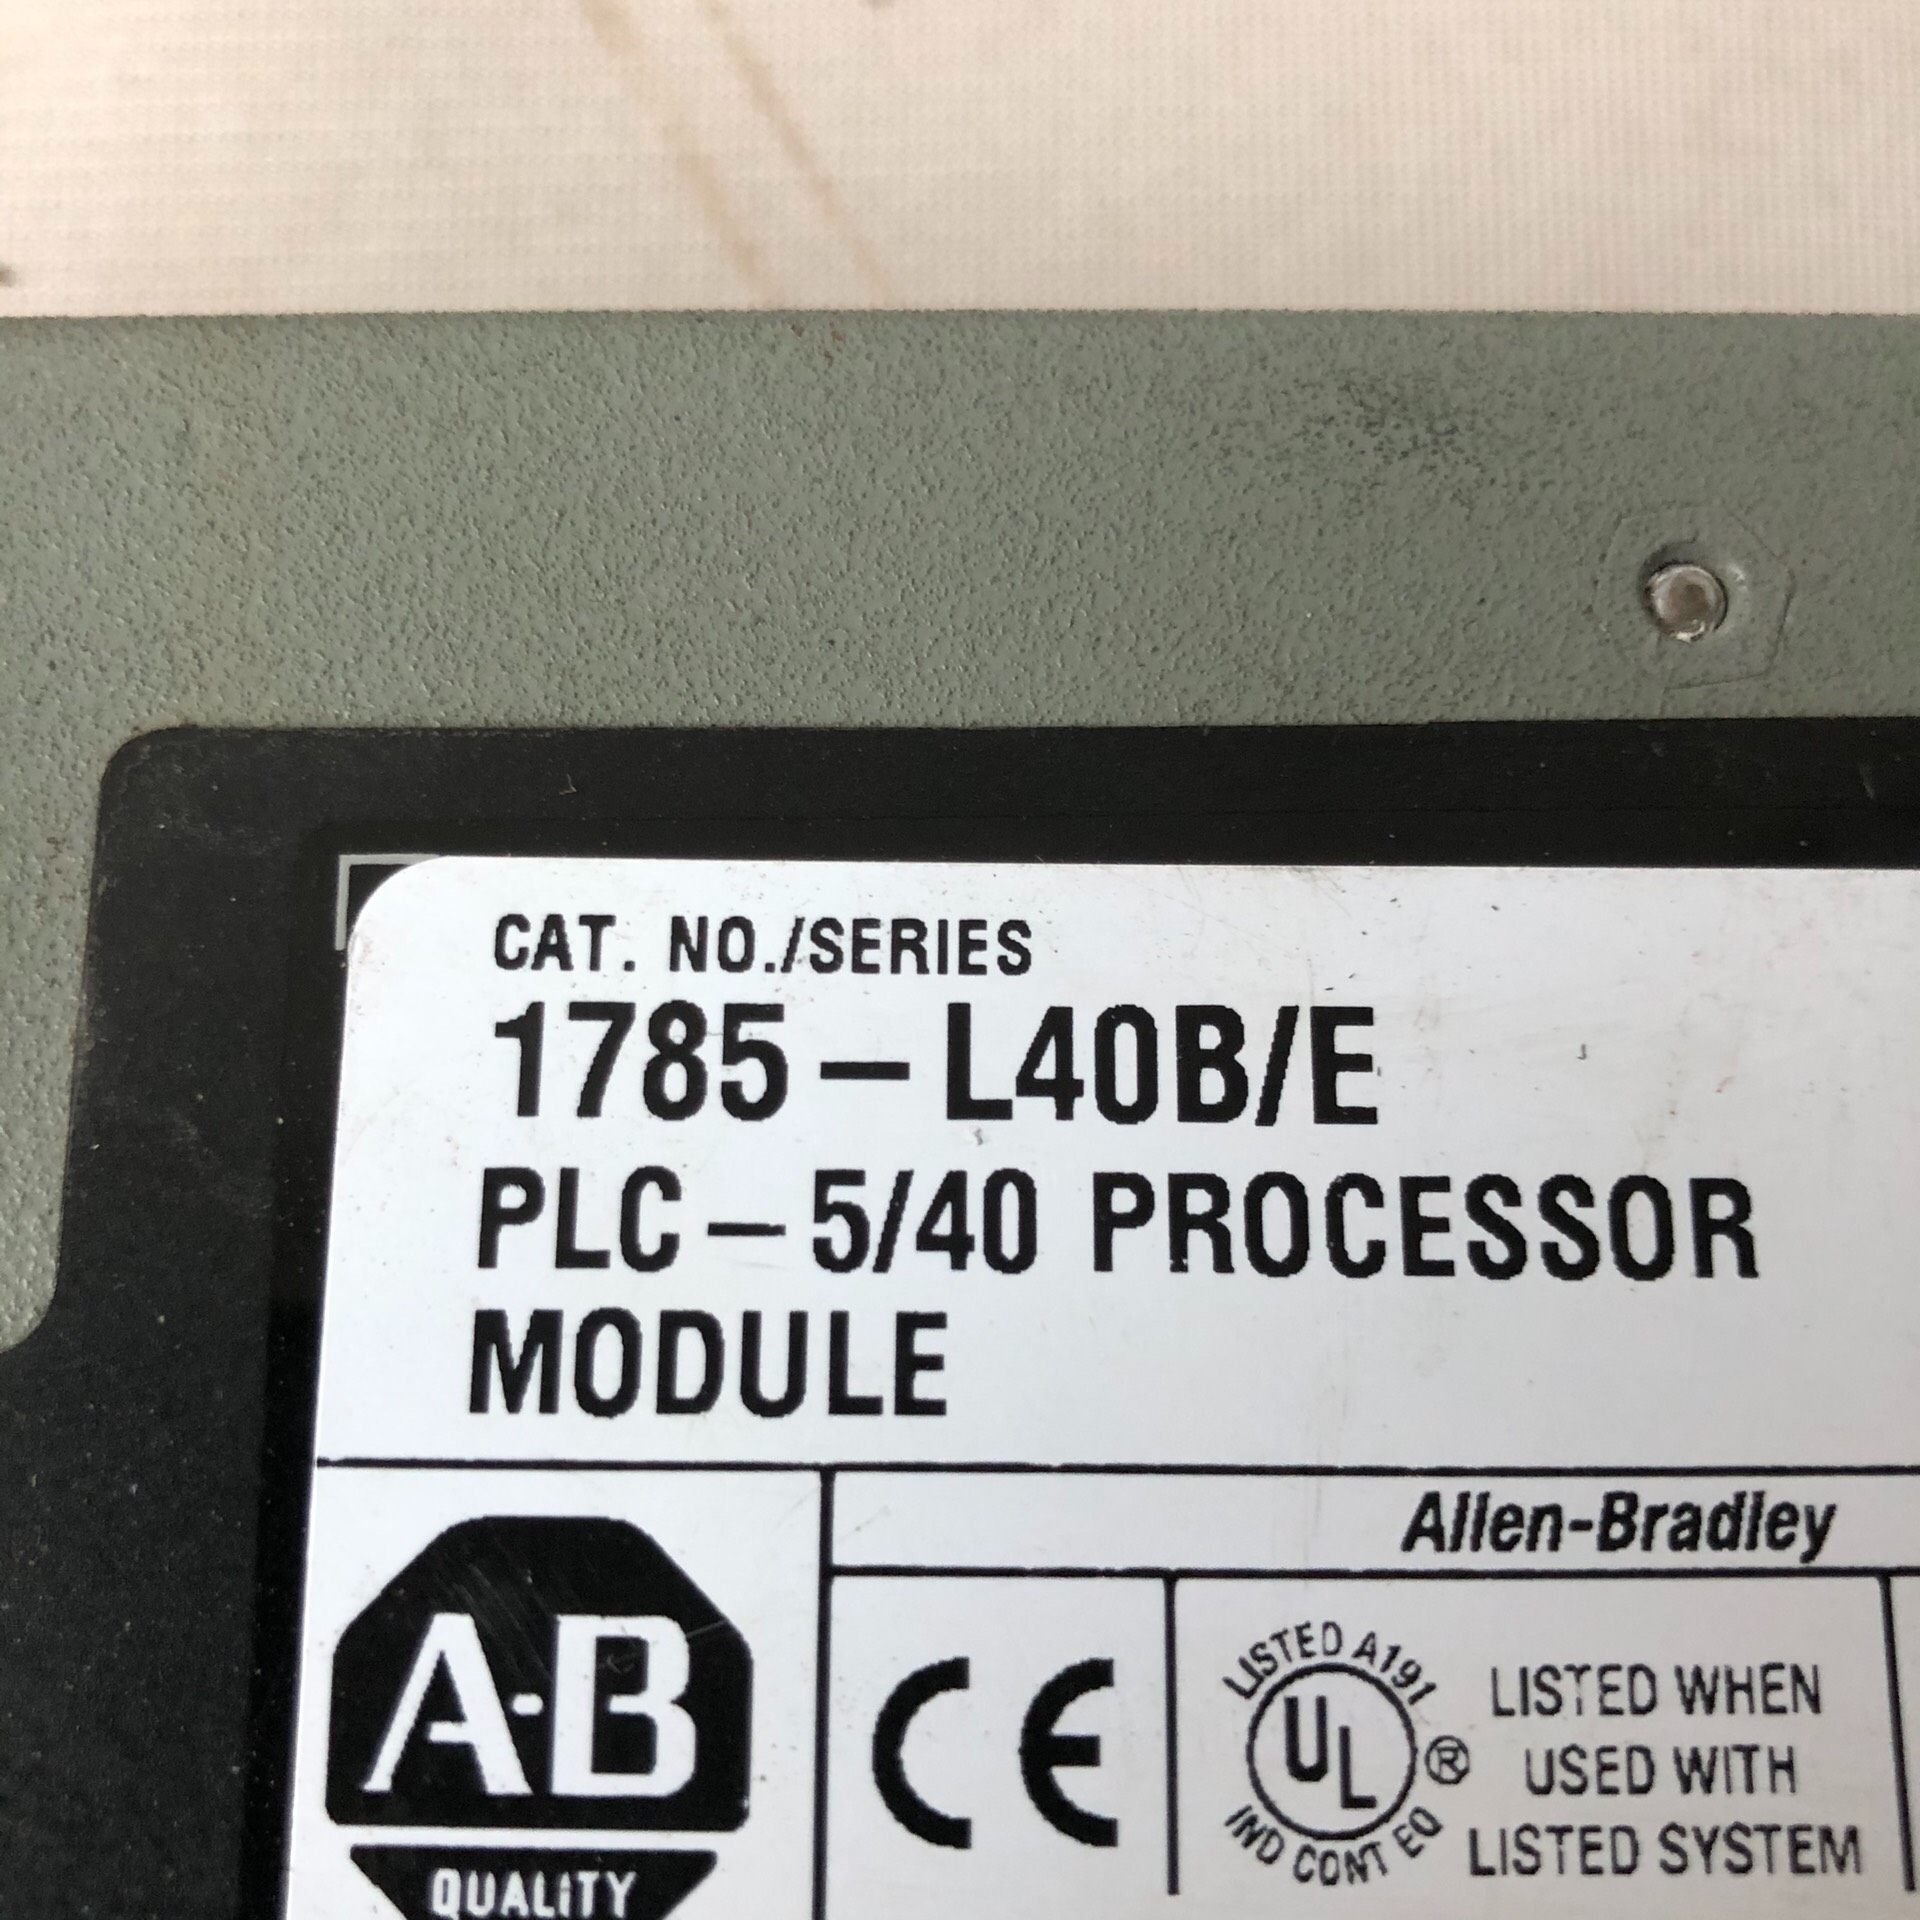 CAT. NO./SERIES
1785-L40B/E
PLC-5/40 PROCESSOR
MODULE
Allen-Bradley
A-B
QUALITY
CE
LISTED A191
UL
®
IND CONT EQ
LISTED WHEN
USED WITH
LISTED SYSTEM